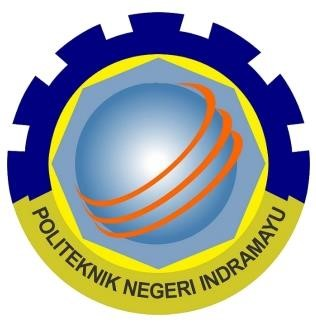 POLITEKNIK NEGERI INDRAMAYU